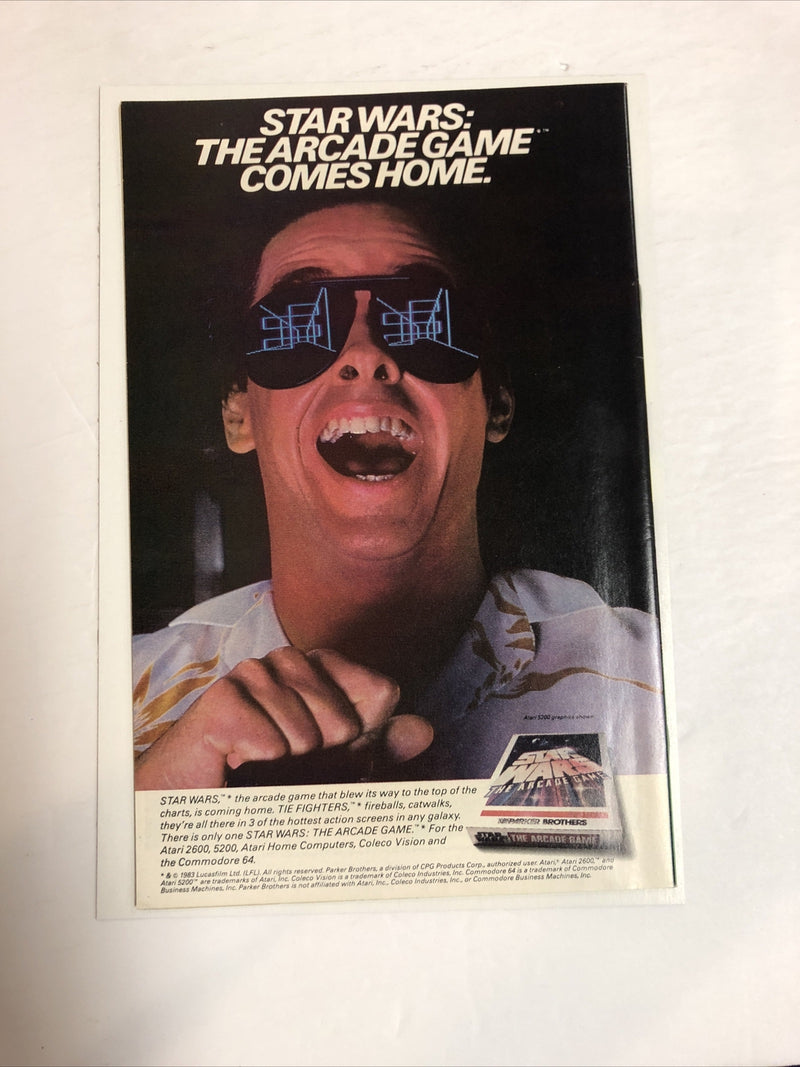 STAR WARS:
THE ARCADE GAME®™
COMES HOME.
Atari 5200 graphics shown
STAR WARS
THE ARCADE GAME
PARKER BROTHERS
STAR WARS THE ARCADE GAME
STAR WARS,™* the arcade game that blew its way to the top of the
charts, is coming home. TIE FIGHTERS,™* fireballs, catwalks,
they're all there in 3 of the hottest action screens in any galaxy.
There is only one STAR WARS: THE ARCADE GAME.™* For the
Atari 2600, 5200, Atari Home Computers, Coleco Vision and
the Commodore 64.
* & © 1983 Lucasfilm Ltd. (LFL). All rights reserved. Parker Brothers, a division of CPG Products Corp., authorized user. Atari,® Atari 2600,™ and
Atari 5200™ are trademarks of Atari, Inc. Coleco Vision is a trademark of Coleco Industries, Inc. Commodore 64 is a trademark of Commodore
Business Machines, Inc. Parker Brothers is not affiliated with Atari, Inc., Coleco Industries, Inc., or Commodore Business Machines, Inc.